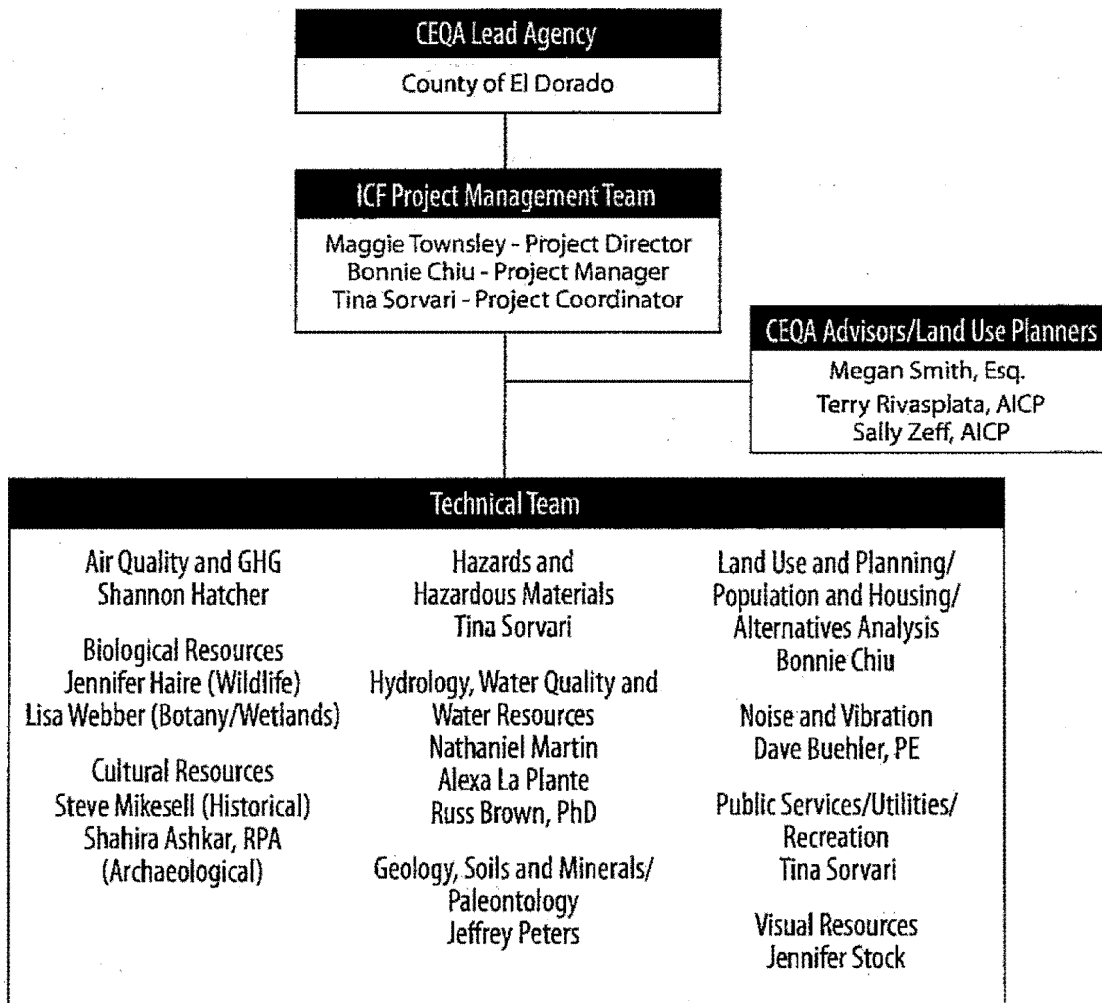 CEQA Lead Agency
County of El Dorado
ICF Project Management Team
Maggie Townsley - Project Director
Bonnie Chiu - Project Manager
Tina Sorvari - Project Coordinator
CEQA Advisors/Land Use Planners
Megan Smith, Esq.
Terry Rivasplata, AICP
Sally Zeff, AICP
Technical Team
Air Quality and GHG
Shannon Hatcher
Biological Resources
Jennifer Haire (Wildlife)
Lisa Webber (Botany/Wetlands)
Cultural Resources
Steve Mikesell (Historical)
Shahira Ashkar, RPA
(Archaeological)
Hazards and
Hazardous Materials
Tina Sorvari
Hydrology, Water Quality and
Water Resources
Nathaniel Martin
Alexa La Plante
Russ Brown, PhD
Geology, Soils and Minerals/
Paleontology
Jeffrey Peters
Land Use and Planning/
Population and Housing/
Alternatives Analysis
Bonnie Chiu
Noise and Vibration
Dave Buehler, PE
Public Services/Utilities/
Recreation
Tina Sorvari
Visual Resources
Jennifer Stock